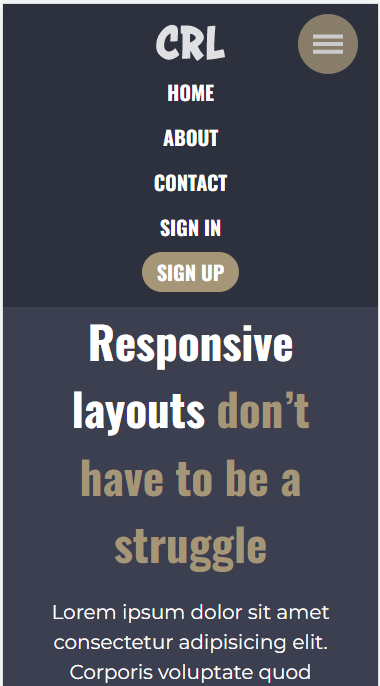 CRL
HOME
ABOUT
CONTACT
SIGN IN
SIGN UP
Responsive
layouts don’t
have to be a
struggle
Lorem ipsum dolor sit amet
consectetur adipisicing elit.
Corporis voluptate quod